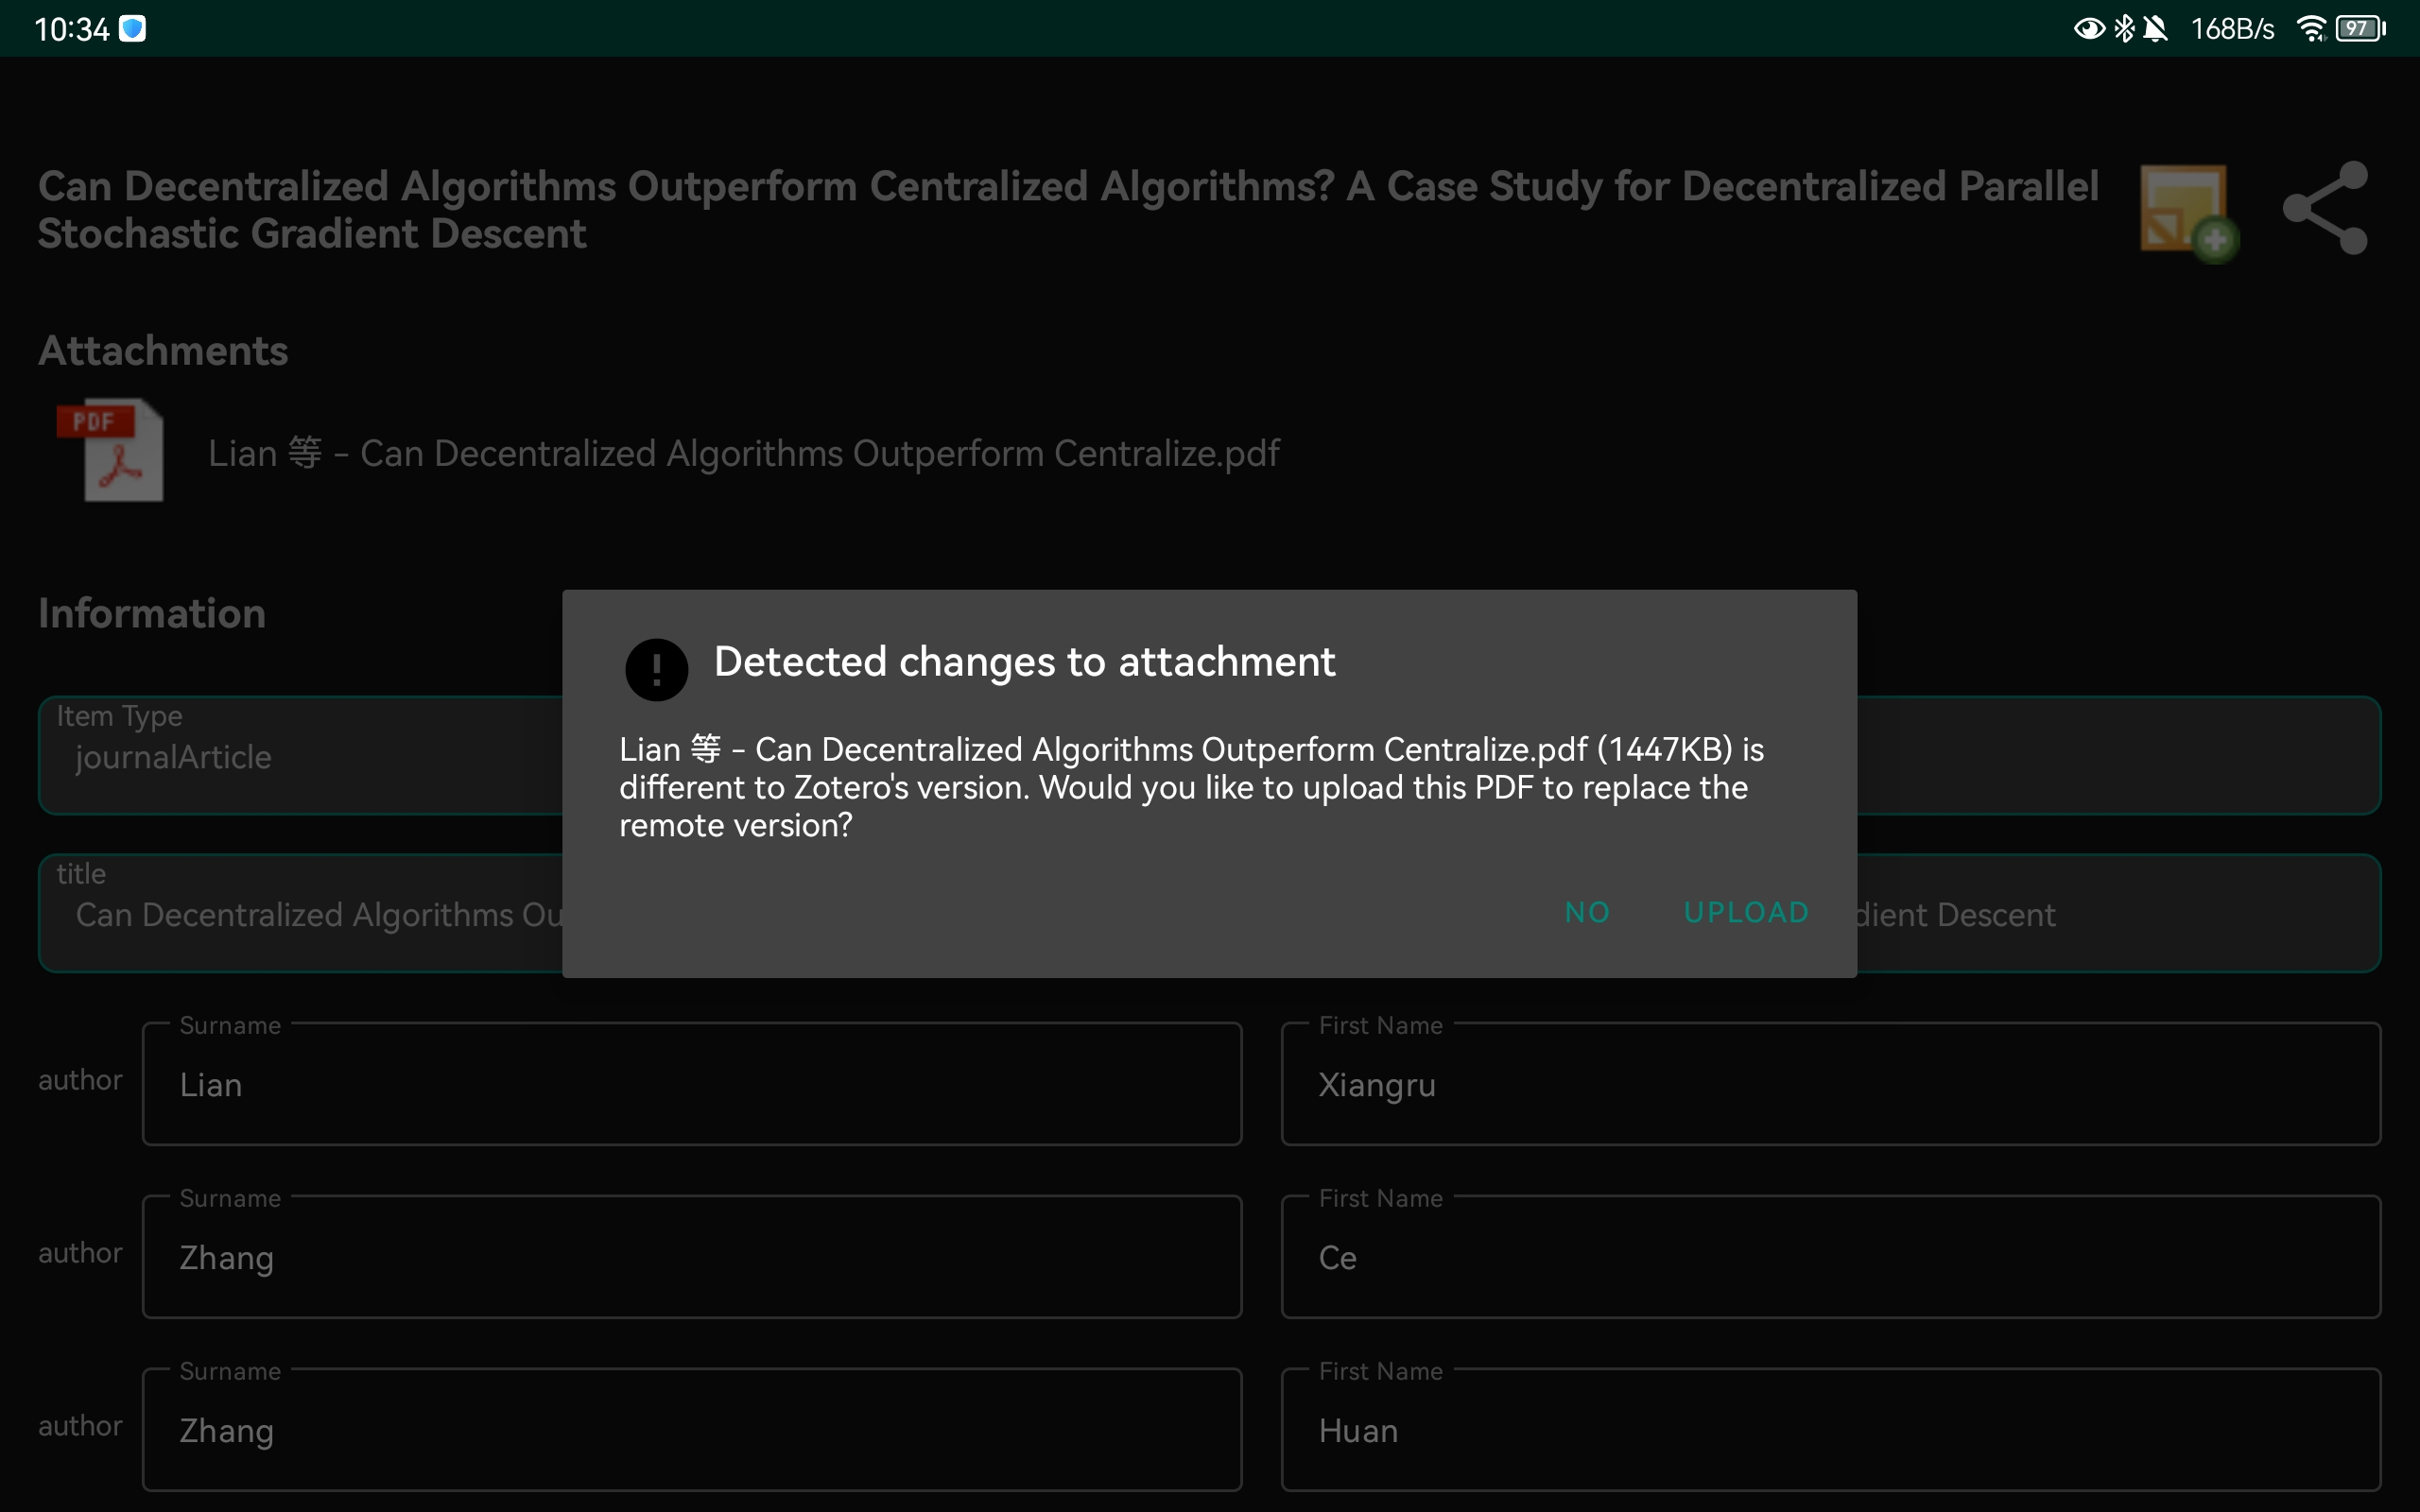 10:34 168B/s 97
Can Decentralized Algorithms Outperform Centralized Algorithms? A Case Study for Decentralized Parallel
Stochastic Gradient Descent
Attachments
PDF
Lian 等 - Can Decentralized Algorithms Outperform Centralize.pdf
Information
Detected changes to attachment
Lian 等 - Can Decentralized Algorithms Outperform Centralize.pdf (1447KB) is
different to Zotero's version. Would you like to upload this PDF to replace the
remote version?
NO UPLOAD
Item Type
journalArticle
title
Can Decentralized Algorithms Ou dient Descent
Surname First Name
author Lian Xiangru
Surname First Name
author Zhang Ce
Surname First Name
author Zhang Huan